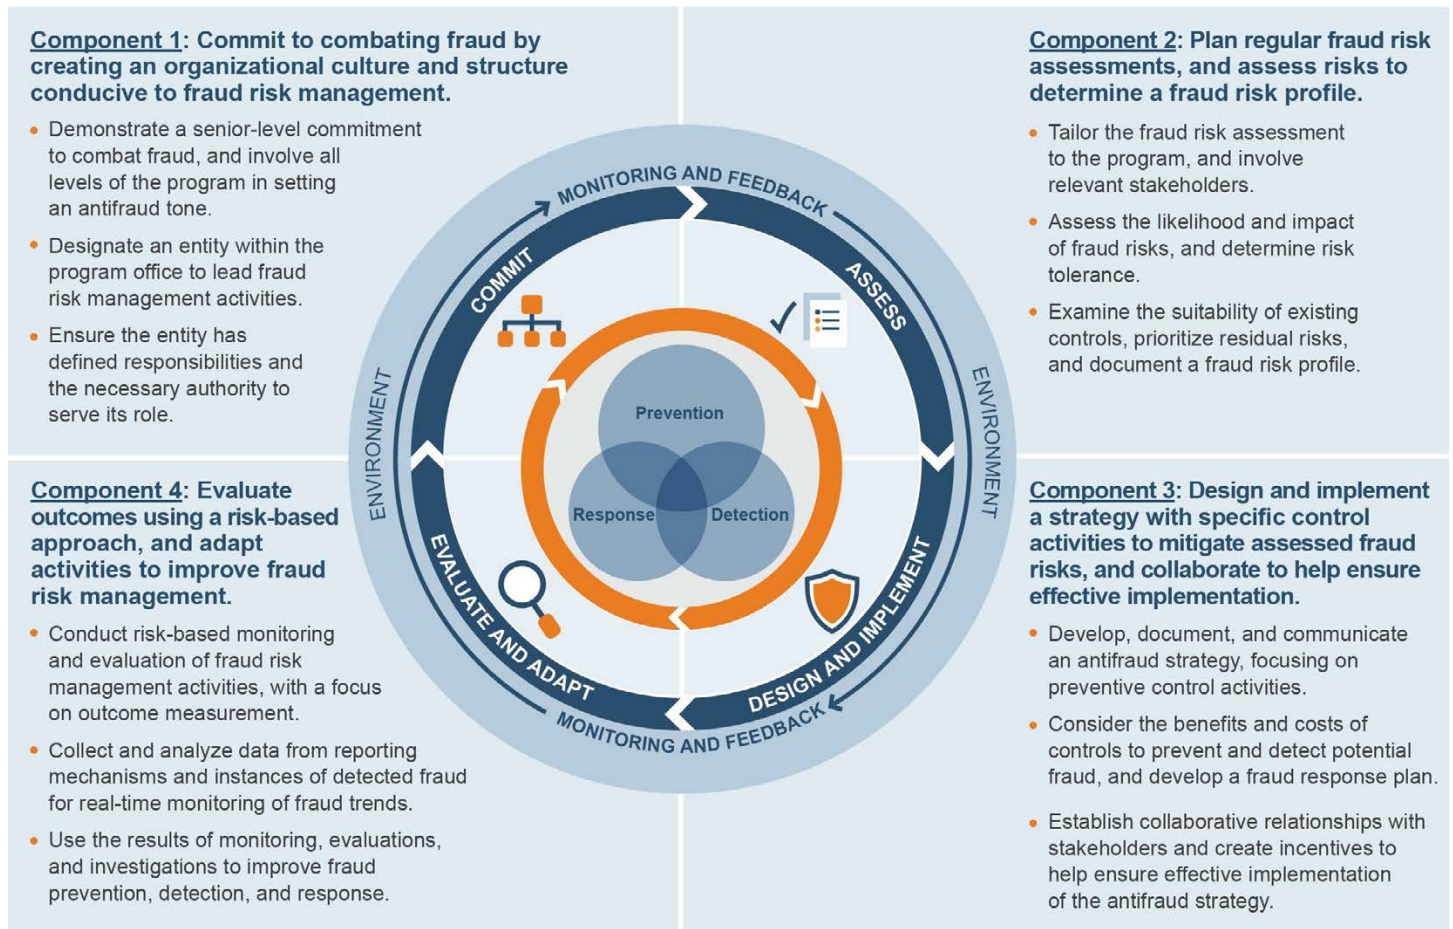 Component 1: Commit to combating fraud by
creating an organizational culture and structure
conducive to fraud risk management.
• Demonstrate a senior-level commitment
to combat fraud, and involve all
levels of the program in setting
an antifraud tone.
• Designate an entity within the
program office to lead fraud
risk management activities.
• Ensure the entity has
defined responsibilities and
the necessary authority to
serve its role.
Component 2: Plan regular fraud risk
assessments, and assess risks to
determine a fraud risk profile.
• Tailor the fraud risk assessment
to the program, and involve
relevant stakeholders.
• Assess the likelihood and impact
of fraud risks, and determine risk
tolerance.
• Examine the suitability of existing
controls, prioritize residual risks,
and document a fraud risk profile.
MONITORING AND FEEDBACK
COMMIT
ASSESS
ENVIRONMENT
ENVIRONMENT
Prevention
Response
Detection
EVALUATE AND ADAPT
DESIGN AND IMPLEMENT
MONITORING AND FEEDBACK
Component 4: Evaluate
outcomes using a risk-based
approach, and adapt
activities to improve fraud
risk management.
• Conduct risk-based monitoring
and evaluation of fraud risk
management activities, with a focus
on outcome measurement.
• Collect and analyze data from reporting
mechanisms and instances of detected fraud
for real-time monitoring of fraud trends.
• Use the results of monitoring, evaluations,
and investigations to improve fraud
prevention, detection, and response.
Component 3: Design and implement
a strategy with specific control
activities to mitigate assessed fraud
risks, and collaborate to help ensure
effective implementation.
• Develop, document, and communicate
an antifraud strategy, focusing on
preventive control activities.
• Consider the benefits and costs of
controls to prevent and detect potential
fraud, and develop a fraud response plan.
• Establish collaborative relationships with
stakeholders and create incentives to
help ensure effective implementation
of the antifraud strategy.